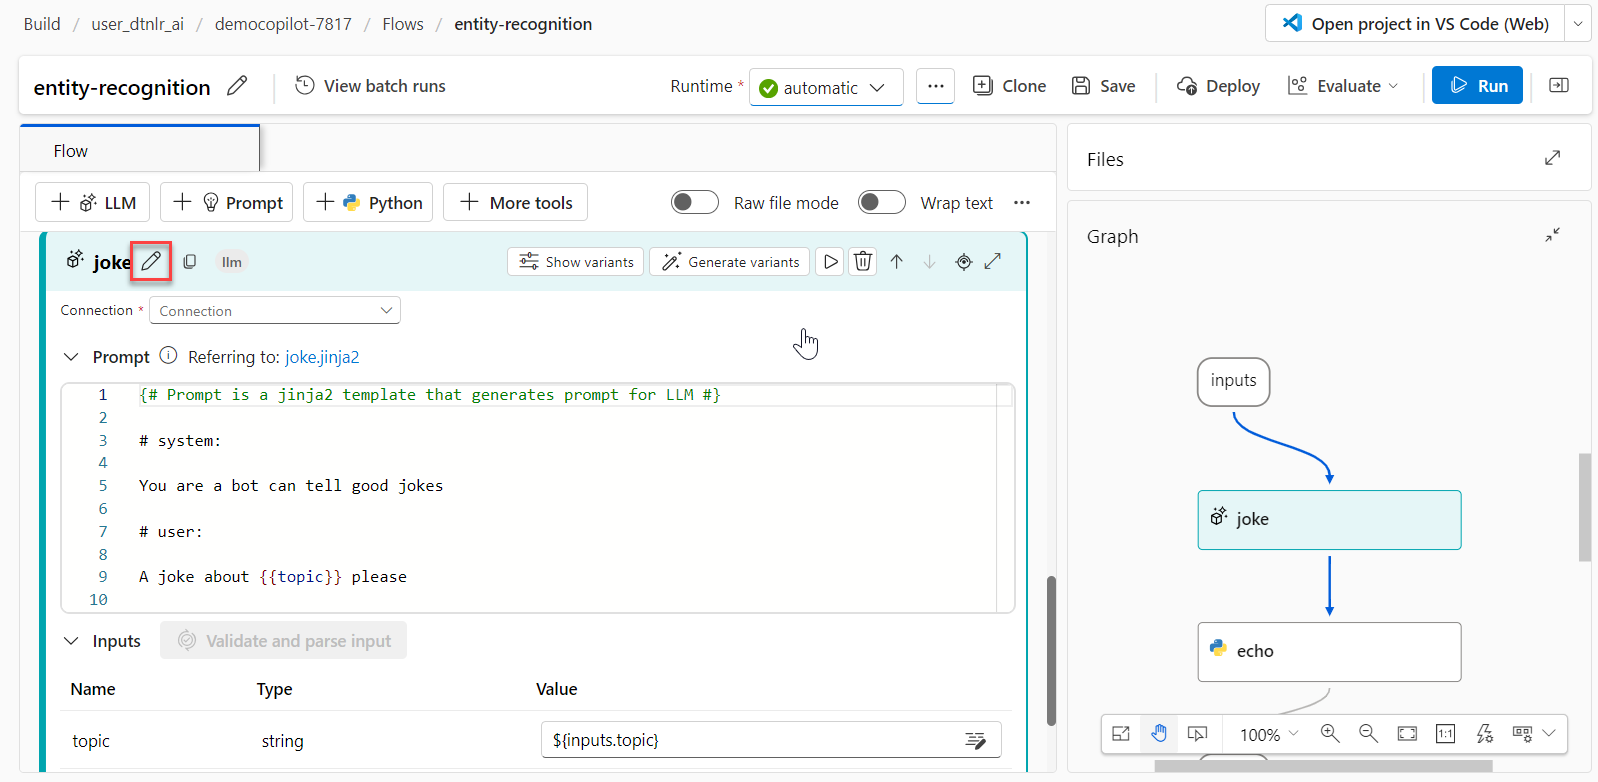 Build / user_dtnlr_ai / democopilot-7817 / Flows / entity-recognition
Open project in VS Code (Web)
entity-recognition
View batch runs
Runtime * automatic
Clone
Save
Deploy
Evaluate
Run
Flow
LLM
Prompt
Python
More tools
Raw file mode
Wrap text
joke
llm
Show variants
Generate variants
Connection * Connection
Prompt Referring to: joke.jinja2
1 {# Prompt is a jinja2 template that generates prompt for LLM #}
2
3 # system:
4
5 You are a bot can tell good jokes
6
7 # user:
8
9 A joke about {{topic}} please
10
Inputs Validate and parse input
Name Type Value
topic string ${inputs.topic}
Files
Graph
inputs
joke
echo
100%
1:1